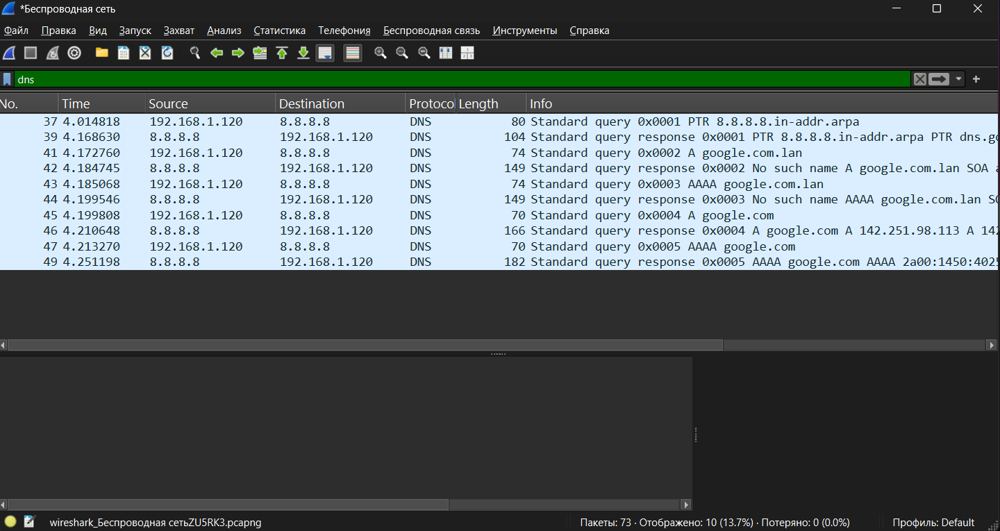 *Беспроводная сеть
Файл Правка Вид Запуск Захват Анализ Статистика Телефония Беспроводная связь Инструменты Справка
dns
No. Time Source Destination Protoco Length Info
37 4.014818 192.168.1.120 8.8.8.8 DNS 80 Standard query 0x0001 PTR 8.8.8.8.in-addr.arpa
39 4.168630 8.8.8.8 192.168.1.120 DNS 104 Standard query response 0x0001 PTR 8.8.8.8.in-addr.arpa PTR dns.go
41 4.172760 192.168.1.120 8.8.8.8 DNS 74 Standard query 0x0002 A google.com.lan
42 4.184745 8.8.8.8 192.168.1.120 DNS 149 Standard query response 0x0002 No such name A google.com.lan SOA a
43 4.185068 192.168.1.120 8.8.8.8 DNS 74 Standard query 0x0003 AAAA google.com.lan
44 4.199546 8.8.8.8 192.168.1.120 DNS 149 Standard query response 0x0003 No such name AAAA google.com.lan SO
45 4.199808 192.168.1.120 8.8.8.8 DNS 70 Standard query 0x0004 A google.com
46 4.210648 8.8.8.8 192.168.1.120 DNS 166 Standard query response 0x0004 A google.com A 142.251.98.113 A 142
47 4.213270 192.168.1.120 8.8.8.8 DNS 70 Standard query 0x0005 AAAA google.com
49 4.251198 8.8.8.8 192.168.1.120 DNS 182 Standard query response 0x0005 AAAA google.com AAAA 2a00:1450:4025
wireshark_Беспроводная сетьZU5RK3.pcapng Пакеты: 73 · Отображено: 10 (13.7%) · Потеряно: 0 (0.0%) Профиль: Default